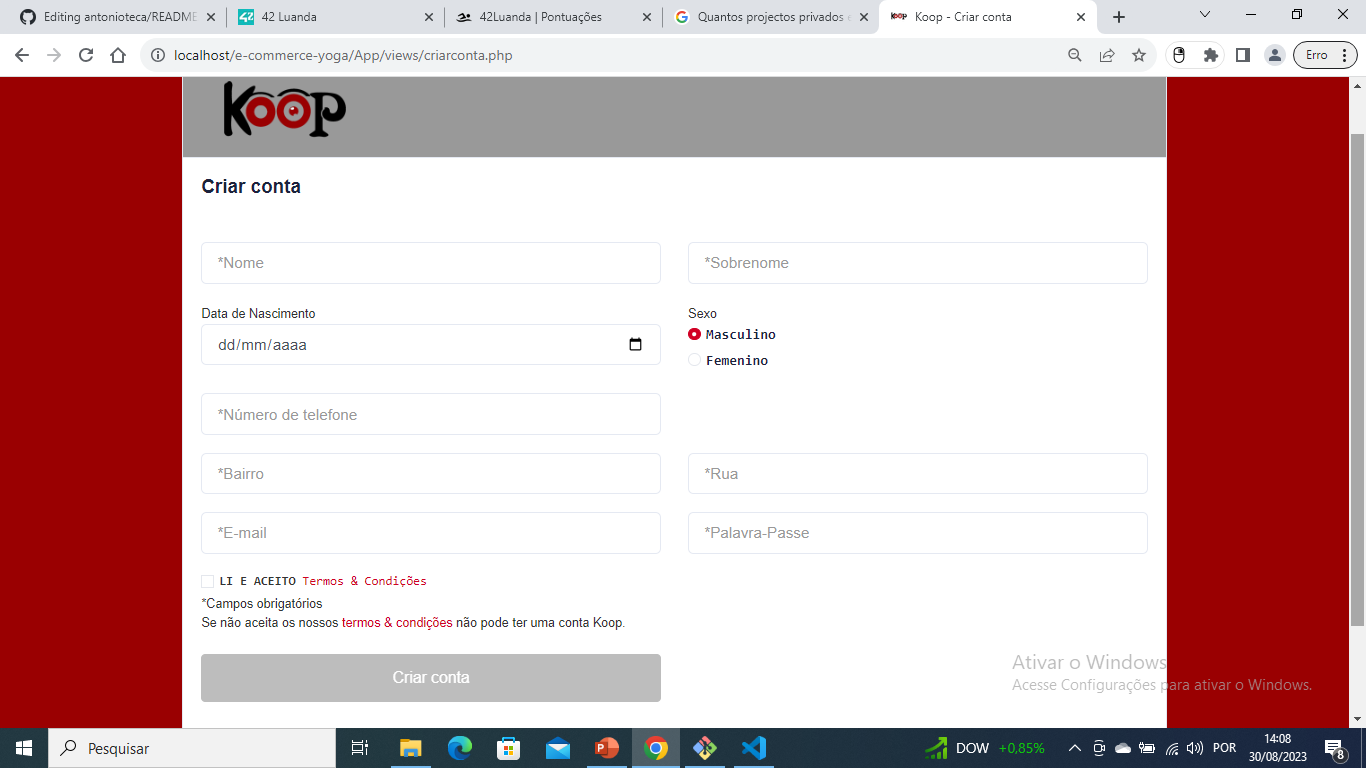 Editing antonioteca/README
42 Luanda
42Luanda | Pontuações
Quantos projectos privados e
Koop - Criar conta
localhost/e-commerce-yoga/App/views/criarconta.php
Erro
Koop
Criar conta
*Nome
*Sobrenome
Data de Nascimento
Sexo
dd/mm/aaaa
Masculino
Femenino
*Número de telefone
*Bairro
*Rua
*E-mail
*Palavra-Passe
LI E ACEITO Termos & Condições
*Campos obrigatórios
Se não aceita os nossos termos & condições não pode ter uma conta Koop.
Criar conta
Ativar o Windows
Acesse Configurações para ativar o Windows.
Pesquisar
DOW +0,85%
POR
14:08
30/08/2023
8